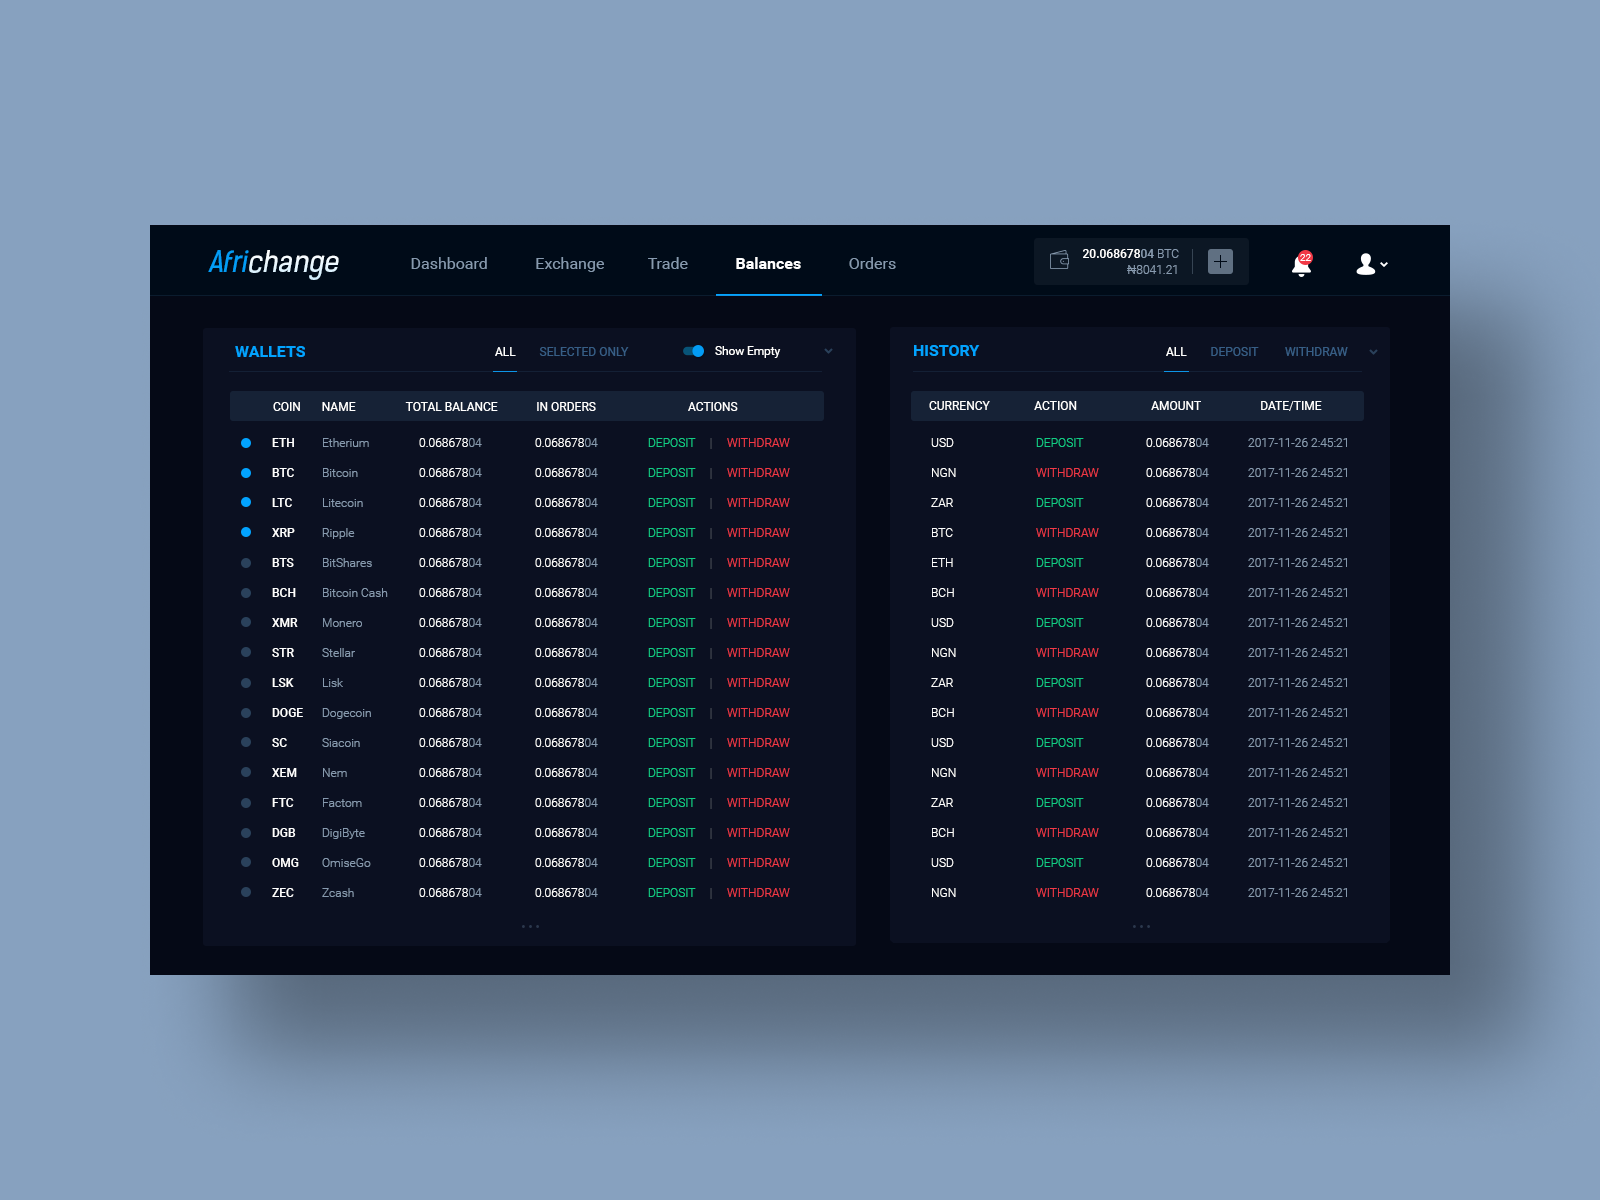 Africhange Dashboard Exchange Trade Balances Orders 20.06867804 BTC 22
₦8041.21
WALLETS ALL SELECTED ONLY Show Empty
COIN NAME TOTAL BALANCE IN ORDERS ACTIONS
ETH Etherium 0.06867804 0.06867804 DEPOSIT | WITHDRAW
BTC Bitcoin 0.06867804 0.06867804 DEPOSIT | WITHDRAW
LTC Litecoin 0.06867804 0.06867804 DEPOSIT | WITHDRAW
XRP Ripple 0.06867804 0.06867804 DEPOSIT | WITHDRAW
BTS BitShares 0.06867804 0.06867804 DEPOSIT | WITHDRAW
BCH Bitcoin Cash 0.06867804 0.06867804 DEPOSIT | WITHDRAW
XMR Monero 0.06867804 0.06867804 DEPOSIT | WITHDRAW
STR Stellar 0.06867804 0.06867804 DEPOSIT | WITHDRAW
LSK Lisk 0.06867804 0.06867804 DEPOSIT | WITHDRAW
DOGE Dogecoin 0.06867804 0.06867804 DEPOSIT | WITHDRAW
SC Siacoin 0.06867804 0.06867804 DEPOSIT | WITHDRAW
XEM Nem 0.06867804 0.06867804 DEPOSIT | WITHDRAW
FTC Factom 0.06867804 0.06867804 DEPOSIT | WITHDRAW
DGB DigiByte 0.06867804 0.06867804 DEPOSIT | WITHDRAW
OMG OmiseGo 0.06867804 0.06867804 DEPOSIT | WITHDRAW
ZEC Zcash 0.06867804 0.06867804 DEPOSIT | WITHDRAW
HISTORY ALL DEPOSIT WITHDRAW
CURRENCY ACTION AMOUNT DATE/TIME
USD DEPOSIT 0.06867804 2017-11-26 2:45:21
NGN WITHDRAW 0.06867804 2017-11-26 2:45:21
ZAR DEPOSIT 0.06867804 2017-11-26 2:45:21
BTC WITHDRAW 0.06867804 2017-11-26 2:45:21
ETH DEPOSIT 0.06867804 2017-11-26 2:45:21
BCH WITHDRAW 0.06867804 2017-11-26 2:45:21
USD DEPOSIT 0.06867804 2017-11-26 2:45:21
NGN WITHDRAW 0.06867804 2017-11-26 2:45:21
ZAR DEPOSIT 0.06867804 2017-11-26 2:45:21
BCH WITHDRAW 0.06867804 2017-11-26 2:45:21
USD DEPOSIT 0.06867804 2017-11-26 2:45:21
NGN WITHDRAW 0.06867804 2017-11-26 2:45:21
ZAR DEPOSIT 0.06867804 2017-11-26 2:45:21
BCH WITHDRAW 0.06867804 2017-11-26 2:45:21
USD DEPOSIT 0.06867804 2017-11-26 2:45:21
NGN WITHDRAW 0.06867804 2017-11-26 2:45:21